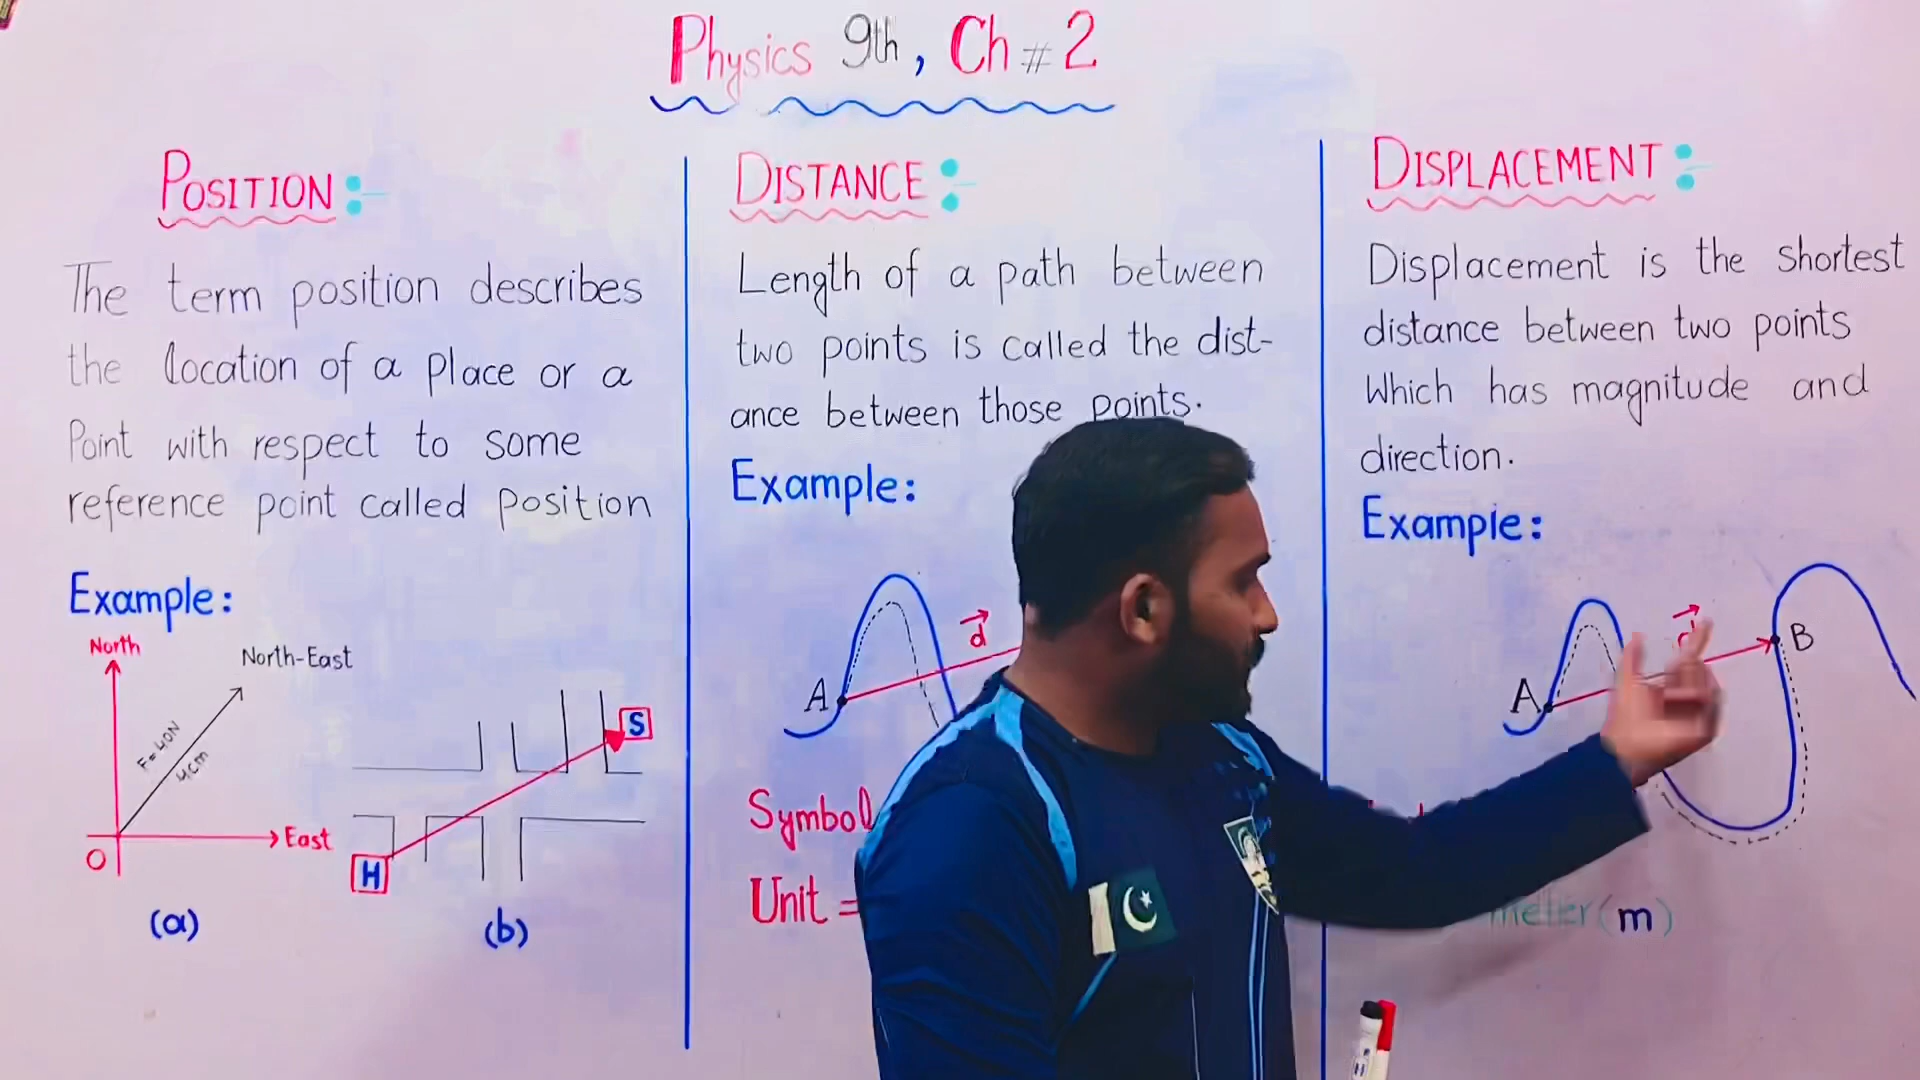 Physics 9th, Ch # 2
POSITION:-
The term position describes
the location of a place or a
Point with respect to some
reference point called position
Example:
North
North-East
F=40N
4cm
East
O
S
H
(a)
(b)
DISTANCE:-
Length of a path between
two points is called the dist-
ance between those points.
Example:
A
d
Symbol
Unit =
DISPLACEMENT:-
Displacement is the shortest
distance between two points
Which has magnitude and
direction.
Example:
A
d
B
meter (m)